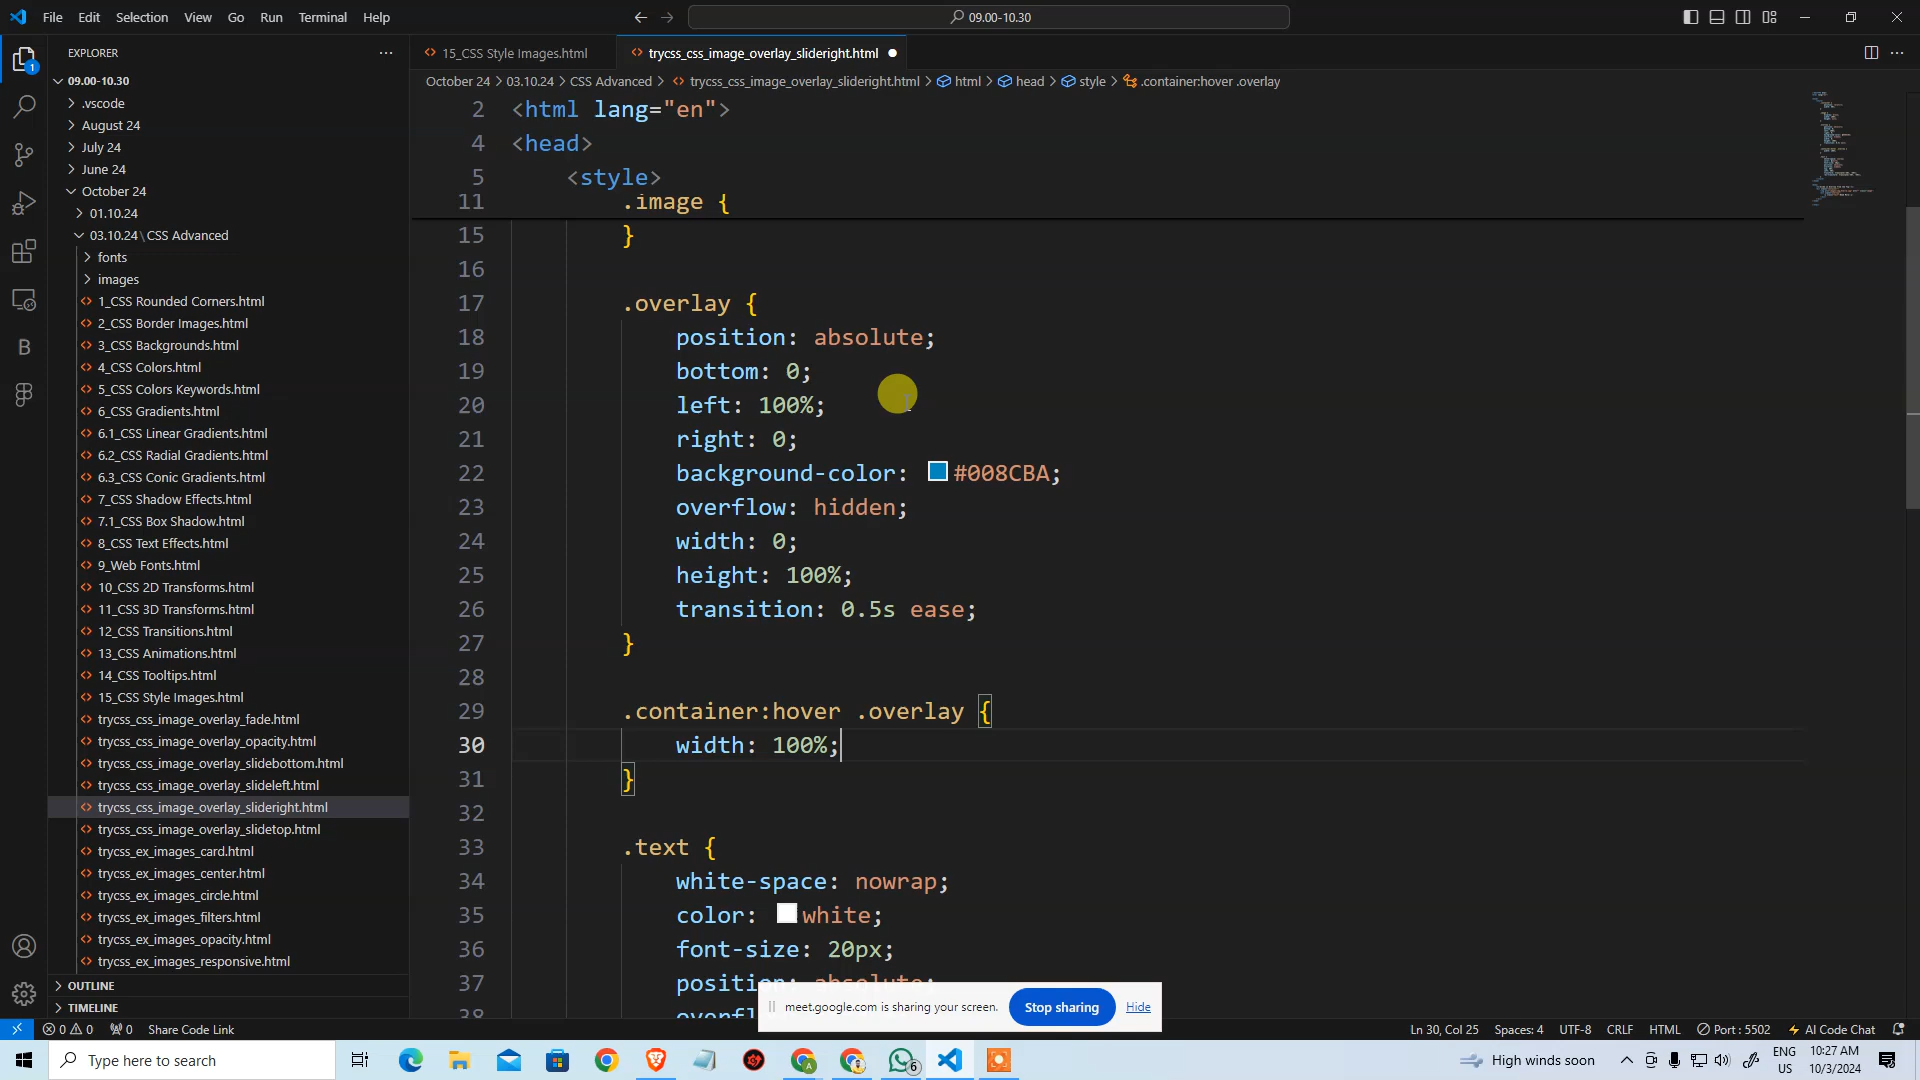 File Edit Selection View Go Run Terminal Help
09.00-10.30
EXPLORER
15_CSS Style Images.html
trycss_css_image_overlay_slideright.html
October 24 > 03.10.24 > CSS Advanced > trycss_css_image_overlay_slideright.html > html > head > style > .container:hover .overlay
09.00-10.30
.vscode
August 24
July 24
June 24
October 24
01.10.24
03.10.24 \ CSS Advanced
fonts
images
1_CSS Rounded Corners.html
2_CSS Border Images.html
3_CSS Backgrounds.html
4_CSS Colors.html
5_CSS Colors Keywords.html
6_CSS Gradients.html
6.1_CSS Linear Gradients.html
6.2_CSS Radial Gradients.html
6.3_CSS Conic Gradients.html
7_CSS Shadow Effects.html
7.1_CSS Box Shadow.html
8_CSS Text Effects.html
9_Web Fonts.html
10_CSS 2D Transforms.html
11_CSS 3D Transforms.html
12_CSS Transitions.html
13_CSS Animations.html
14_CSS Tooltips.html
15_CSS Style Images.html
trycss_css_image_overlay_fade.html
trycss_css_image_overlay_opacity.html
trycss_css_image_overlay_slidebottom.html
trycss_css_image_overlay_slideleft.html
trycss_css_image_overlay_slideright.html
trycss_css_image_overlay_slidetop.html
trycss_ex_images_card.html
trycss_ex_images_center.html
trycss_ex_images_circle.html
trycss_ex_images_filters.html
trycss_ex_images_opacity.html
trycss_ex_images_responsive.html
OUTLINE
TIMELINE
2 <html lang="en">
4 <head>
5 <style>
11 .image {
15 }
16
17 .overlay {
18 position: absolute;
19 bottom: 0;
20 left: 100%;
21 right: 0;
22 background-color: #008CBA;
23 overflow: hidden;
24 width: 0;
25 height: 100%;
26 transition: 0.5s ease;
27 }
28
29 .container:hover .overlay {
30 width: 100%;
31 }
32
33 .text {
34 white-space: nowrap;
35 color: white;
36 font-size: 20px;
37 position: absolute;
38
meet.google.com is sharing your screen. Stop sharing Hide
0 0 0 Share Code Link Ln 30, Col 25 Spaces: 4 UTF-8 CRLF HTML Port : 5502 AI Code Chat
Type here to search
High winds soon
ENG
US
10:27 AM
10/3/2024